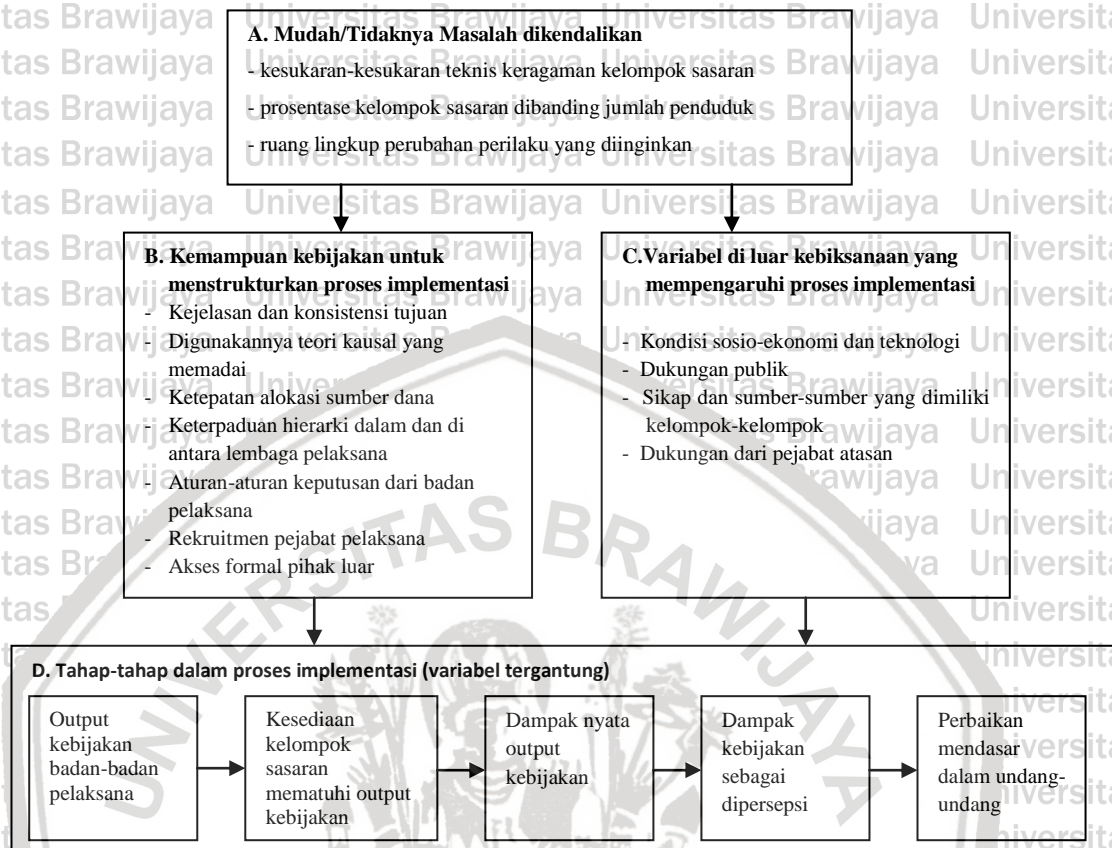 A. Mudah/Tidaknya Masalah dikendalikan
- kesukaran-kesukaran teknis keragaman kelompok sasaran
- prosentase kelompok sasaran dibanding jumlah penduduk
- ruang lingkup perubahan perilaku yang diinginkan
B. Kemampuan kebijakan untuk
menstrukturkan proses implementasi
- Kejelasan dan konsistensi tujuan
- Digunakannya teori kausal yang
memadai
- Ketepatan alokasi sumber dana
- Keterpaduan hierarki dalam dan di
antara lembaga pelaksana
- Aturan-aturan keputusan dari badan
pelaksana
- Rekruitmen pejabat pelaksana
- Akses formal pihak luar
C.Variabel di luar kebiksanaan yang
mempengaruhi proses implementasi
- Kondisi sosio-ekonomi dan teknologi
- Dukungan publik
- Sikap dan sumber-sumber yang dimiliki
kelompok-kelompok
- Dukungan dari pejabat atasan
D. Tahap-tahap dalam proses implementasi (variabel tergantung)
Output
kebijakan
badan-badan
pelaksana
Kesediaan
kelompok
sasaran
mematuhi output
kebijakan
Dampak nyata
output
kebijakan
Dampak
kebijakan
sebagai
dipersepsi
Perbaikan
mendasar
dalam undang-
undang
UNIVERSITAS BRAWIJAYA